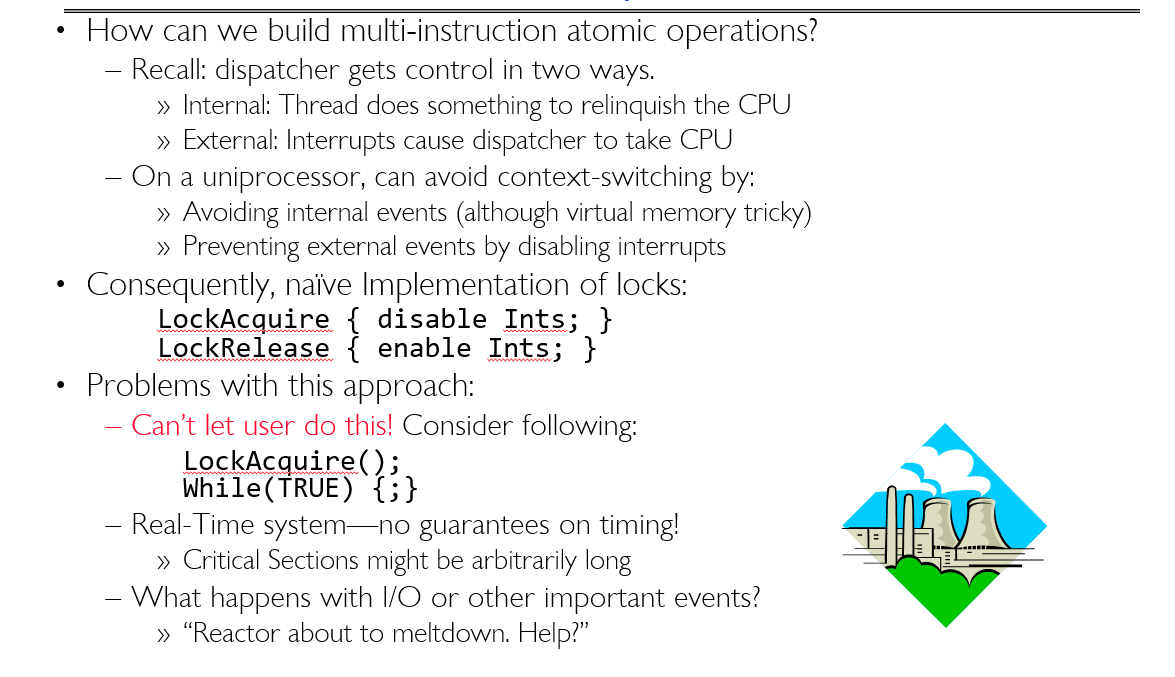 • How can we build multi-instruction atomic operations?
– Recall: dispatcher gets control in two ways.
» Internal: Thread does something to relinquish the CPU
» External: Interrupts cause dispatcher to take CPU
– On a uniprocessor, can avoid context-switching by:
» Avoiding internal events (although virtual memory tricky)
» Preventing external events by disabling interrupts
• Consequently, naïve Implementation of locks:
LockAcquire { disable Ints; }
LockRelease { enable Ints; }
• Problems with this approach:
– Can’t let user do this! Consider following:
LockAcquire();
While(TRUE) {;}
– Real-Time system—no guarantees on timing!
» Critical Sections might be arbitrarily long
– What happens with I/O or other important events?
» “Reactor about to meltdown. Help?”